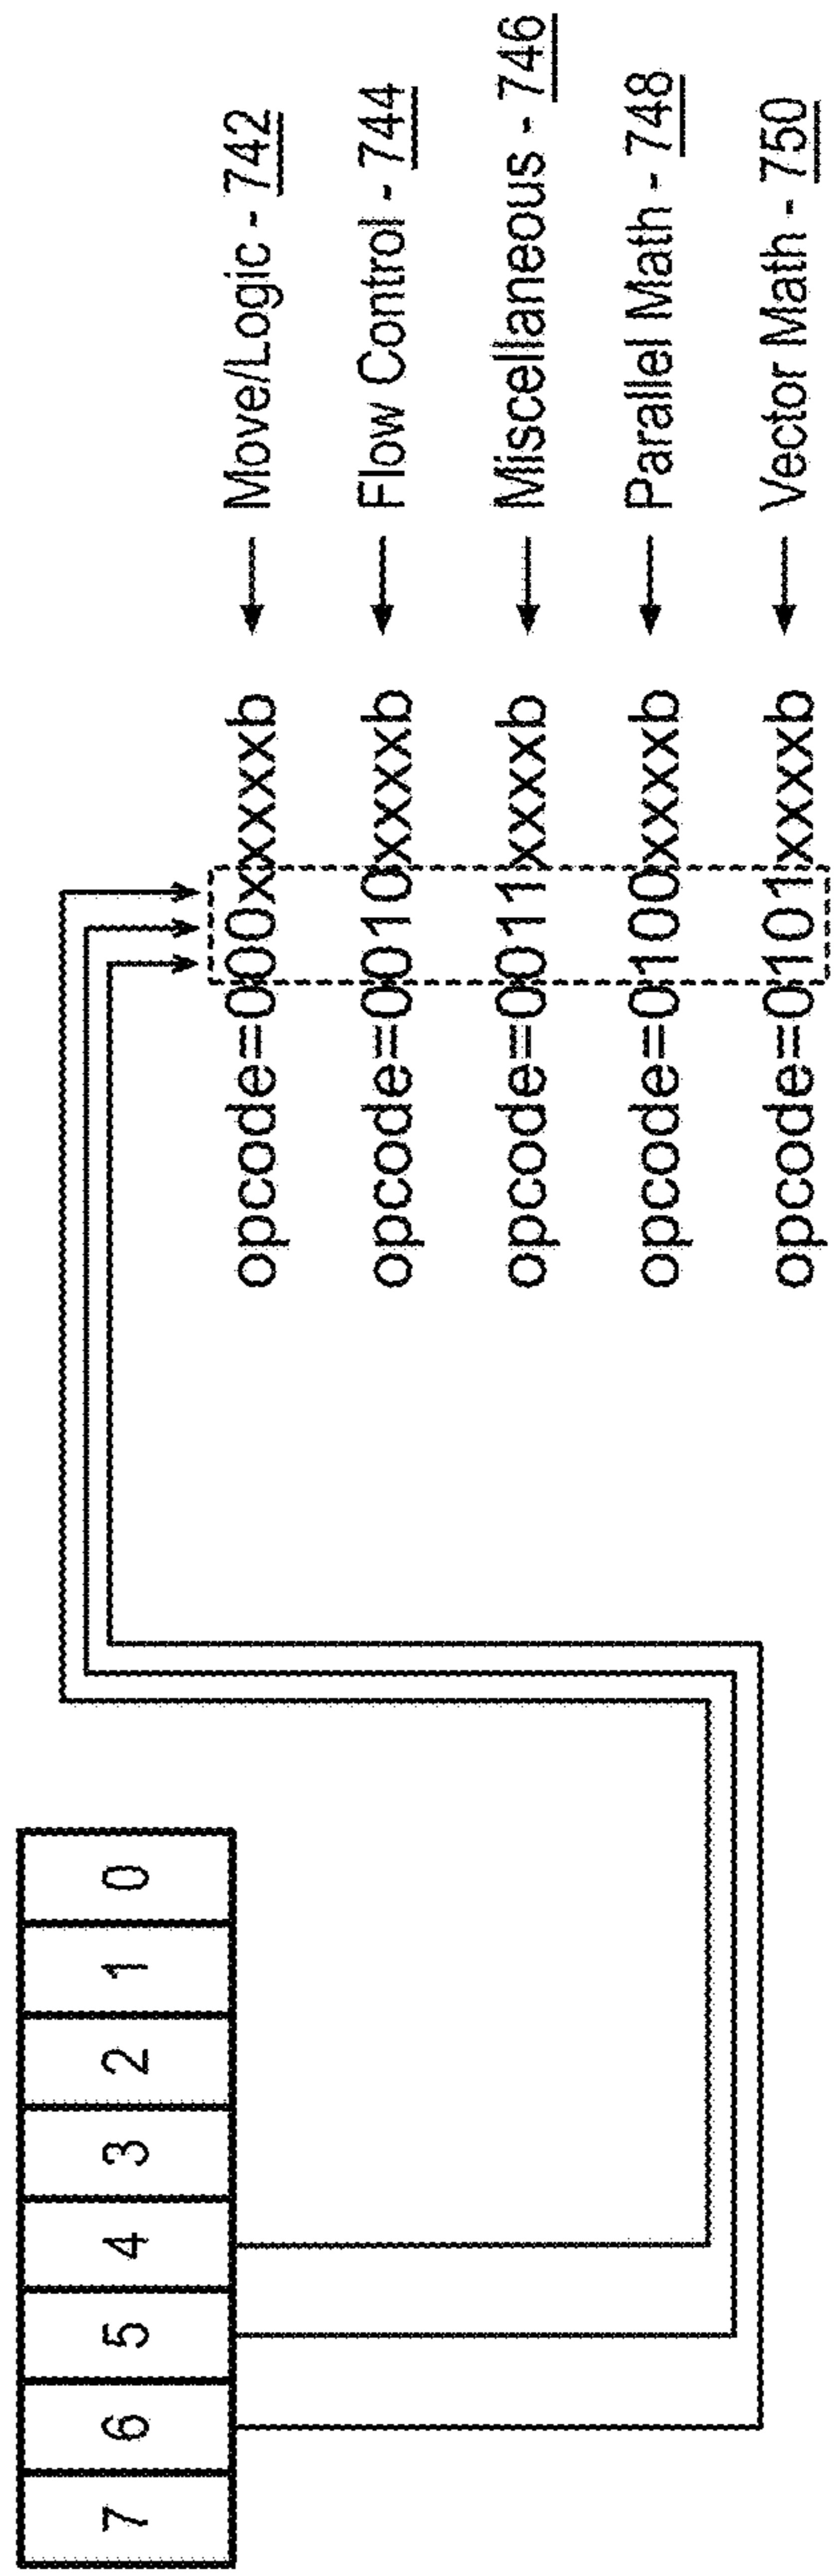 7 6 5 4 3 2 1 0
opcode=000xxxxxb ← Move/Logic - 742
opcode=0010xxxxb ← Flow Control - 744
opcode=0011xxxxb ← Miscellaneous - 746
opcode=0100xxxxb ← Parallel Math - 748
opcode=0101xxxxb ← Vector Math - 750